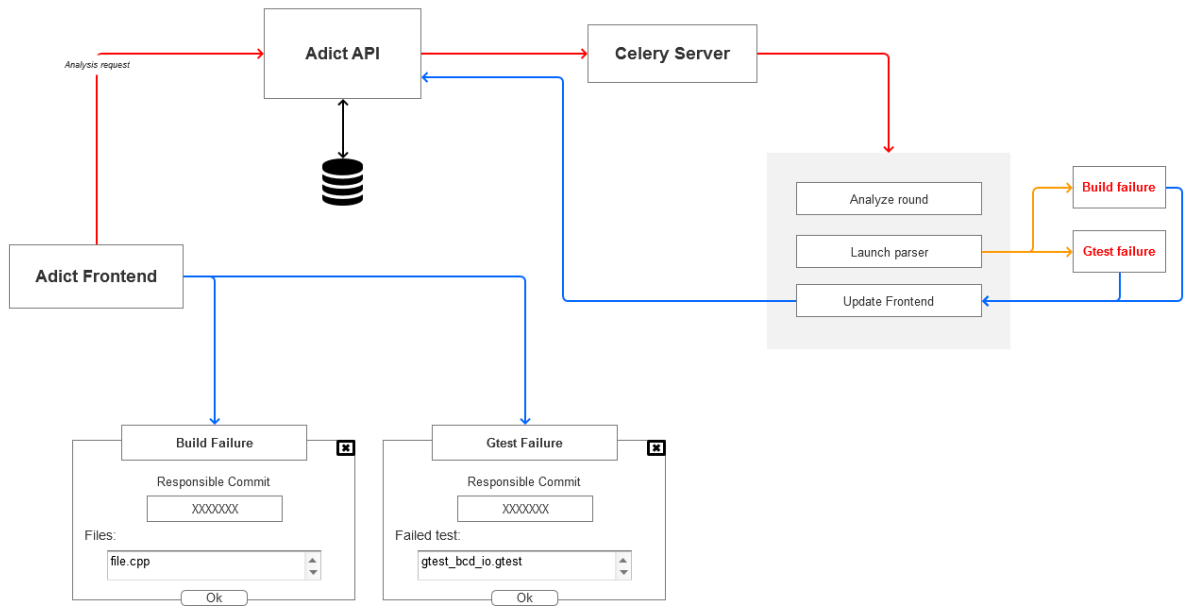 Adict API
Celery Server
Analysis request
Analyze round
Build failure
Launch parser
Gtest failure
Adict Frontend
Update Frontend
Build Failure
Responsible Commit
XXXXXXX
Files:
file.cpp
Ok
Gtest Failure
Responsible Commit
XXXXXXX
Failed test:
gtest_bcd_io.gtest
Ok